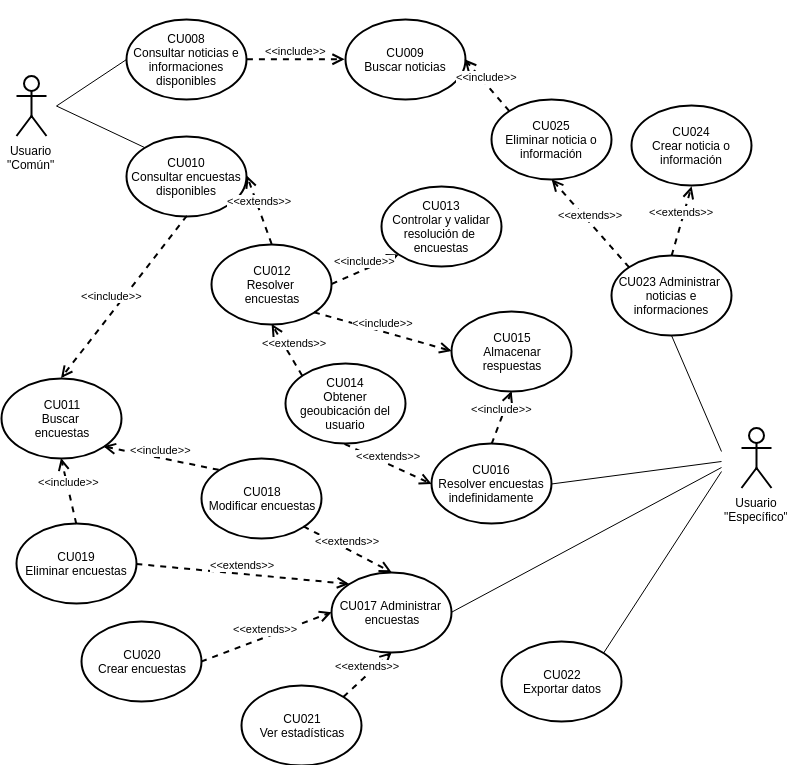 CU008
Consultar noticias e
informaciones
disponibles
<<include>>
CU009
Buscar noticias
<<include>>
Usuario
"Común"
CU010
Consultar encuestas
disponibles
<<extends>>
CU025
Eliminar noticia o
información
CU024
Crear noticia o
información
<<extends>>
<<extends>>
CU013
Controlar y validar
resolución de
encuestas
<<include>>
CU012
Resolver
encuestas
<<include>>
CU023 Administrar
noticias e
informaciones
<<include>>
<<extends>>
CU015
Almacenar
respuestas
CU014
Obtener
geoubicación del
usuario
<<include>>
CU011
Buscar
encuestas
<<include>>
<<extends>>
CU016
Resolver encuestas
indefinidamente
Usuario
"Específico"
<<include>>
CU018
Modificar encuestas
<<extends>>
CU019
Eliminar encuestas
<<extends>>
CU017 Administrar
encuestas
<<extends>>
CU020
Crear encuestas
<<extends>>
CU022
Exportar datos
CU021
Ver estadísticas